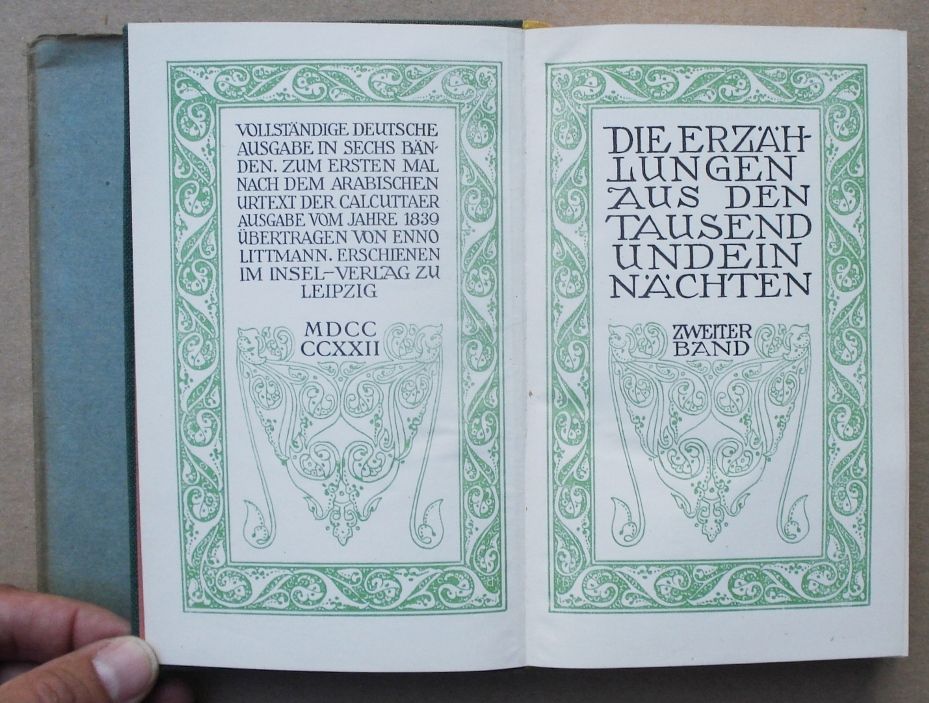 VOLLSTÄNDIGE DEUTSCHE
AUSGABE IN SECHS BÄN-
DEN. ZUM ERSTEN MAL
NACH DEM ARABISCHEN
URTEXT DER CALCUTTAER
AUSGABE VOM JAHRE 1839
ÜBERTRAGEN VON ENNO
LITTMANN. ERSCHIENEN
IM INSEL-VERLAG ZU
LEIPZIG
MDCC
CCXXII
DIE ERZÄH-
LUNGEN
AUS DEN
TAUSEND
UNDEIN
NÄCHTEN
ZWEITER
BAND